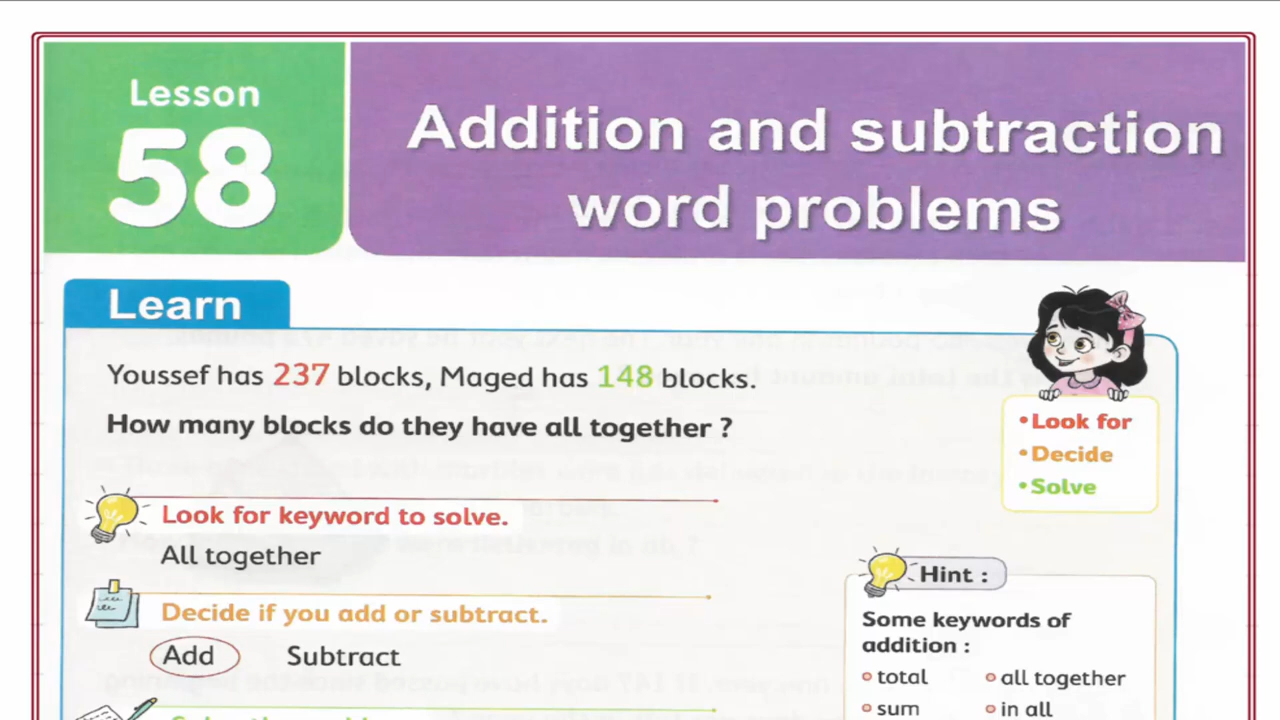 Lesson
58
Addition and subtraction
word problems
Learn
Youssef has 237 blocks, Maged has 148 blocks.
How many blocks do they have all together ?
•Look for
•Decide
•Solve
Look for keyword to solve.
All together
Decide if you add or subtract.
Add Subtract
Hint :
Some keywords of
addition :
total
all together
sum
in all